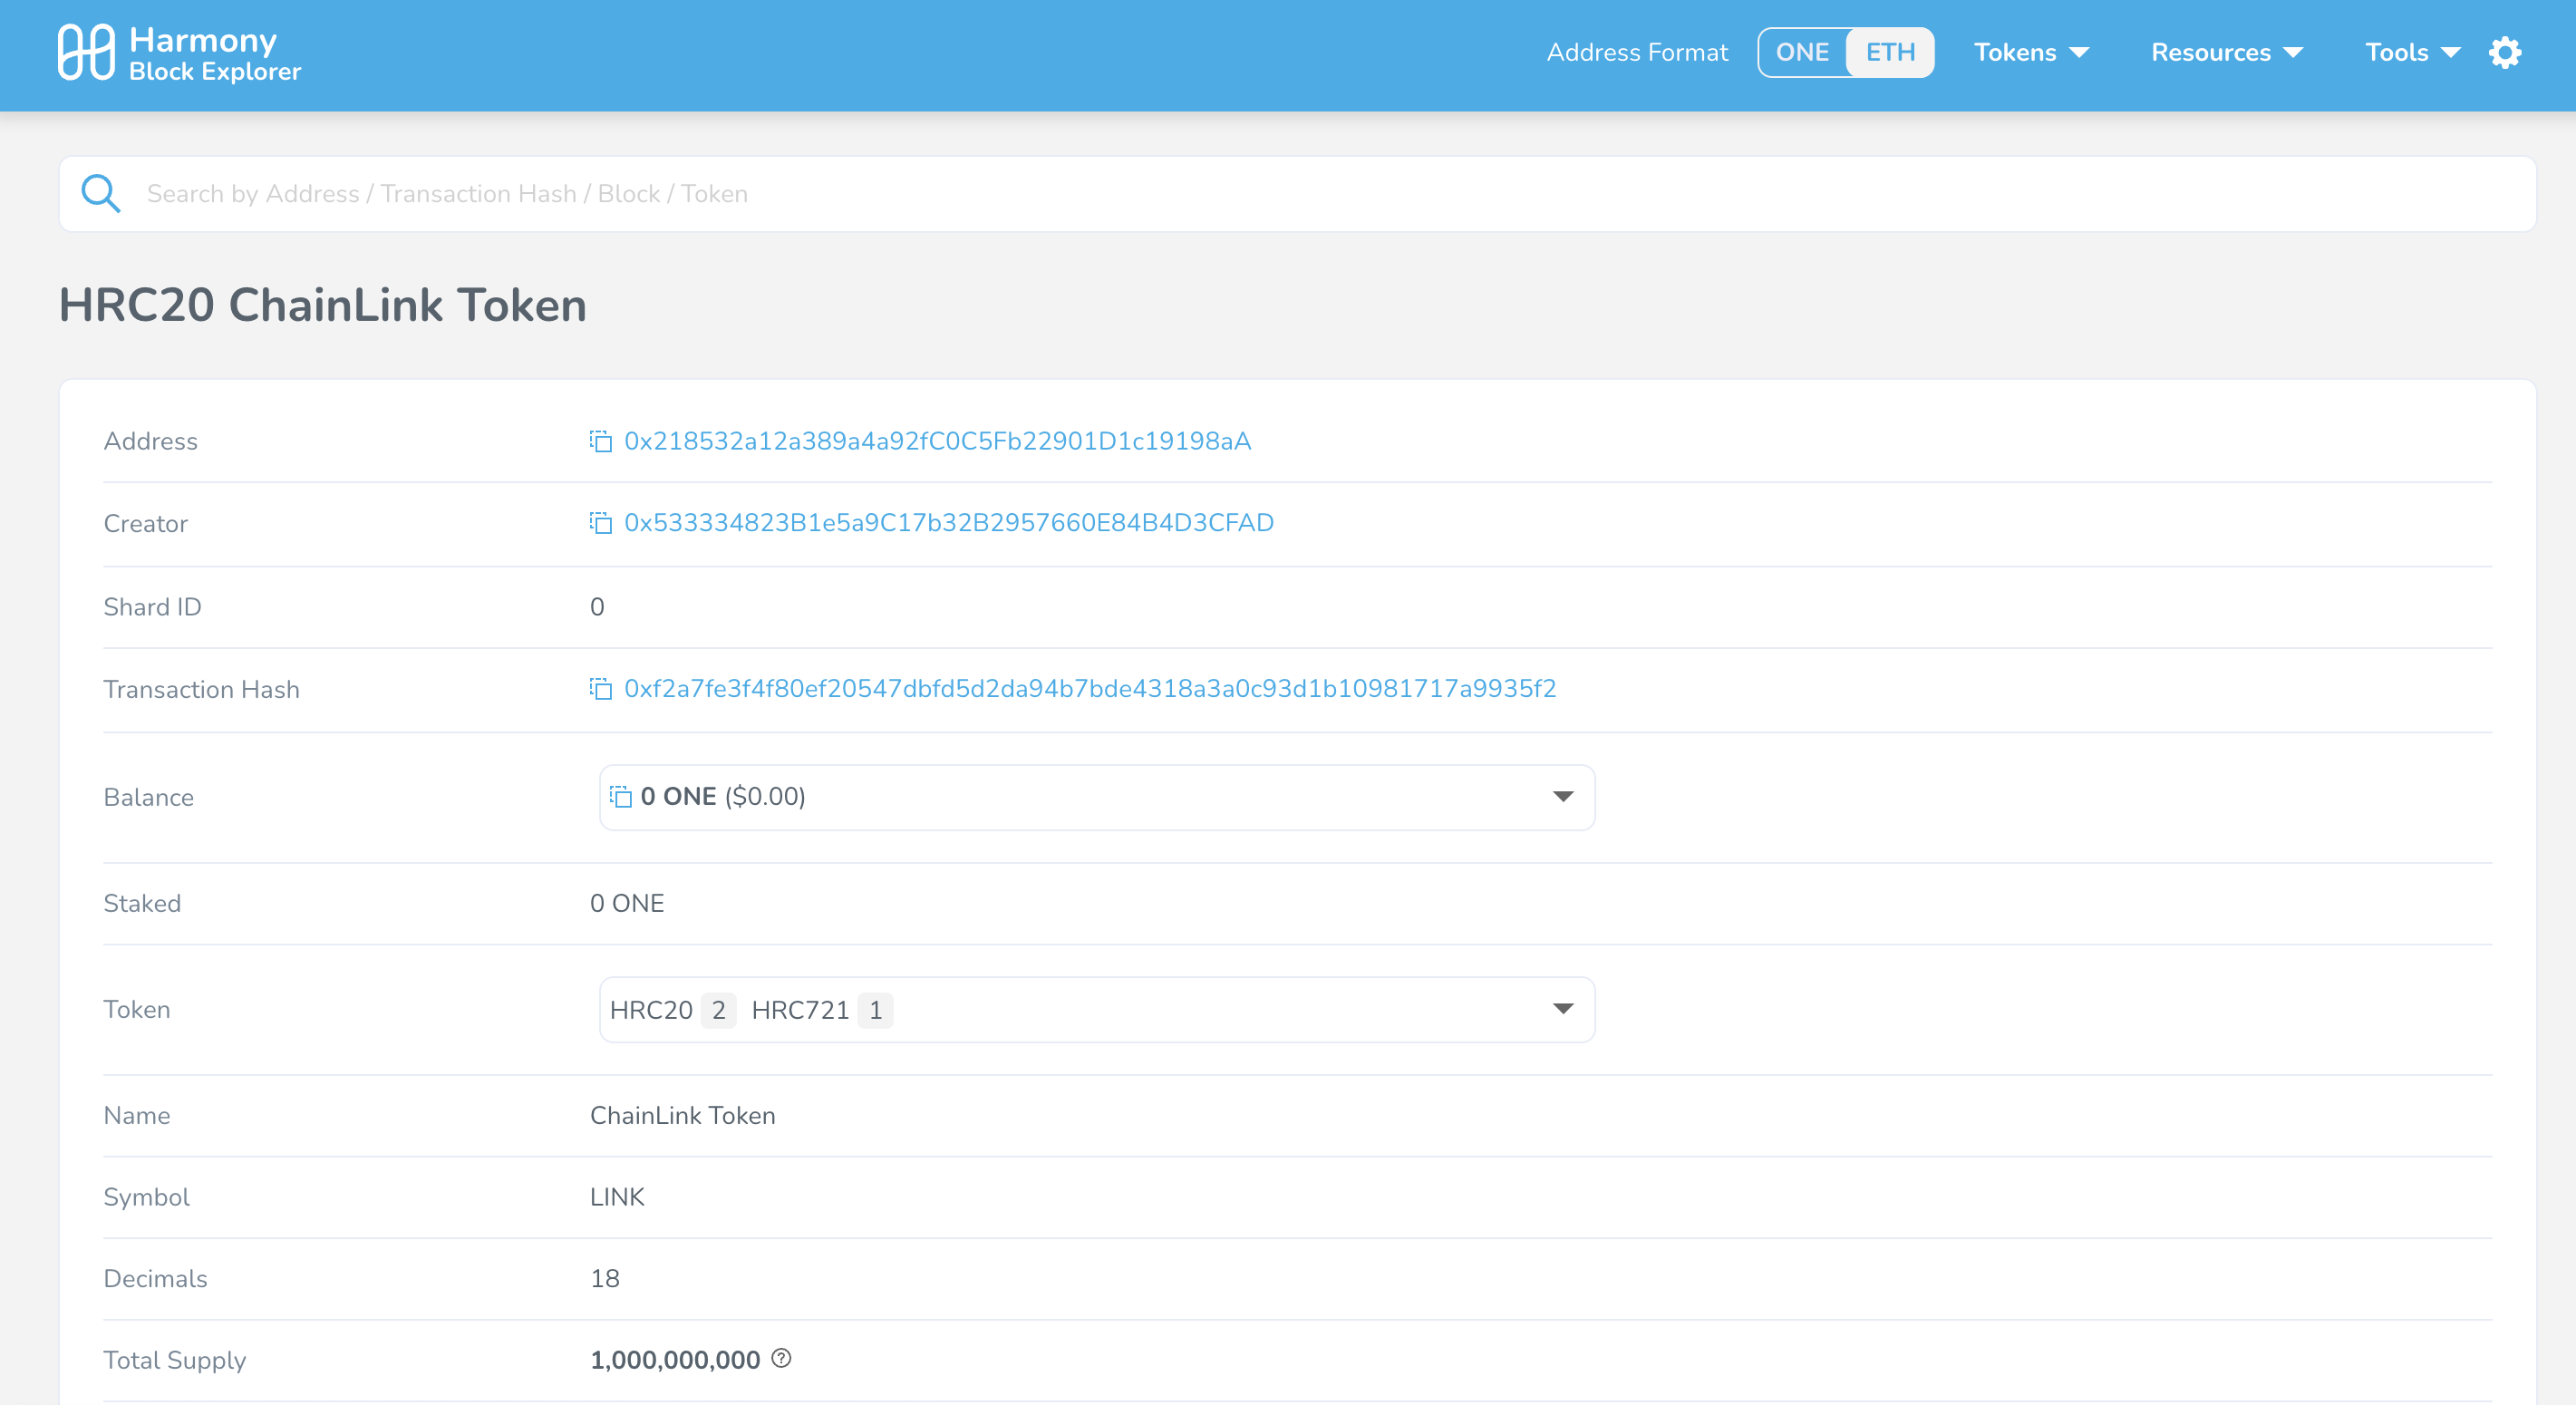 Harmony
Block Explorer
Address Format ONE ETH Tokens Resources Tools
Search by Address / Transaction Hash / Block / Token
HRC20 ChainLink Token
Address 0x218532a12a389a4a92fC0C5Fb22901D1c19198aA
Creator 0x533334823B1e5a9C17b32B2957660E84B4D3CFAD
Shard ID 0
Transaction Hash 0xf2a7fe3f4f80ef20547dbfd5d2da94b7bde4318a3a0c93d1b10981717a9935f2
Balance 0 ONE ($0.00)
Staked 0 ONE
Token HRC20 2 HRC721 1
Name ChainLink Token
Symbol LINK
Decimals 18
Total Supply 1,000,000,000